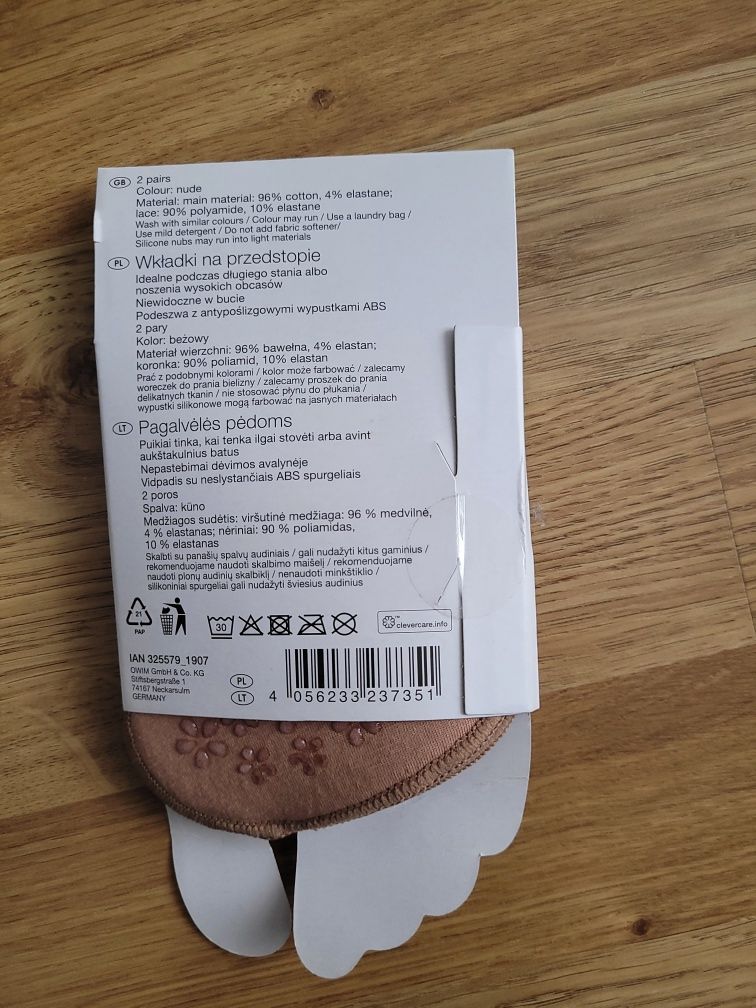 GB 2 pairs
Colour: nude
Material: main material: 96% cotton, 4% elastane;
lace: 90% polyamide, 10% elastane
Wash with similar colours / Colour may run / Use a laundry bag /
Use mild detergent / Do not add fabric softener/
Silicone nubs may run into light materials
PL Wkładki na przedstopie
Idealne podczas długiego stania albo
noszenia wysokich obcasów
Niewidoczne w bucie
Podeszwa z antypoślizgowymi wypustkami ABS
2 pary
Kolor: beżowy
Materiał wierzchni: 96% bawełna, 4% elastan;
koronka: 90% poliamid, 10% elastan
Prać z podobnymi kolorami / kolor może farbować / zalecamy
woreczek do prania bielizny / zalecamy proszek do prania
delikatnych tkanin / nie stosować płynu do płukania /
wypustki silikonowe mogą farbować na jasnych materiałach
LT Pagalvėlės pėdoms
Puikiai tinka, kai tenka ilgai stovėti arba avint
aukštakulnius batus
Nepastebimai dėvimos avalynėje
Vidpadis su neslystančiais ABS spurgeliais
2 poros
Spalva: kūno
Medžiagos sudėtis: viršutinė medžiaga: 96 % medvilnė,
4 % elastanas; nėriniai: 90 % poliamidas,
10 % elastanas
Skalbti su panašių spalvų audiniais / gali nudažyti kitus gaminius /
rekomenduojame naudoti skalbimo maišelį / rekomenduojame
naudoti plonų audinių skalbiklį / nenaudoti minkštiklio /
silikoniniai spurgeliai gali nudažyti šviesius audinius
21
PAP
30
clevercare.info
IAN 325579_1907
OWIM GmbH & Co. KG
Stiftsbergstraße 1
74167 Neckarsulm
GERMANY
PL
LT
4 056233 237351